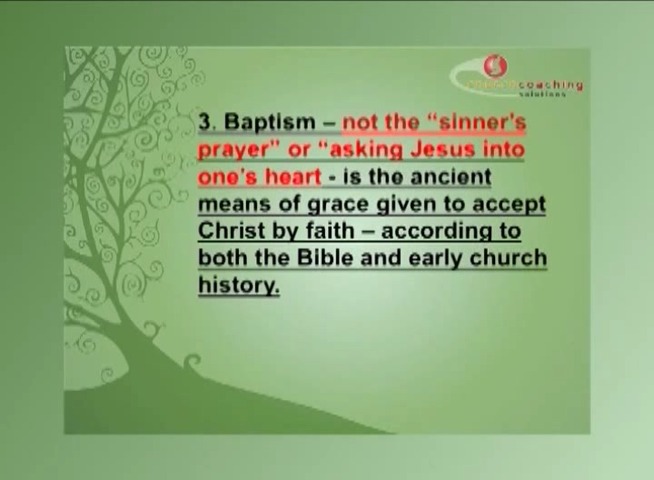 coaching
solutions
3. Baptism – not the “sinner's
prayer” or “asking Jesus into
one's heart - is the ancient
means of grace given to accept
Christ by faith – according to
both the Bible and early church
history.